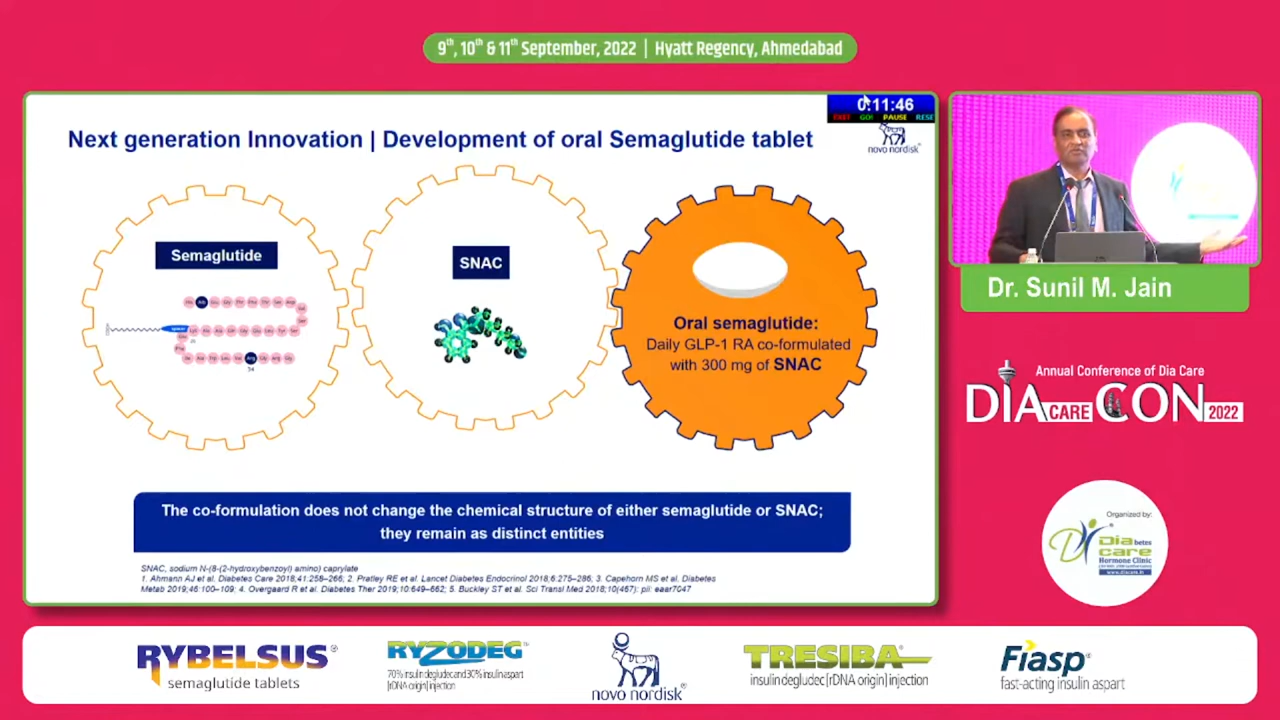 9th, 10th & 11th September, 2022 | Hyatt Regency, Ahmedabad
0:11:46
EXIT GO! PAUSE RESE
Next generation Innovation | Development of oral Semaglutide tablet
novo nordisk®
Semaglutide
SNAC
34
Oral semaglutide:
Daily GLP-1 RA co-formulated
with 300 mg of SNAC
The co-formulation does not change the chemical structure of either semaglutide or SNAC;
they remain as distinct entities
SNAC, sodium N-(8-(2-hydroxybenzoyl) amino) caprylate
1. Ahmann AJ et al. Diabetes Care 2018;41:258–266; 2. Pratley RE et al. Lancet Diabetes Endocrinol 2018;6:275–286; 3. Capehorn MS et al. Diabetes
Metab 2019;46:100–109; 4. Overgaard R et al. Diabetes Ther 2019;10:649–662; 5. Buckley ST et al. Sci Transl Med 2018;10(467): pii: eaar7047
Dr. Sunil M. Jain
Annual Conference of Dia Care
DIA CARE CON 2022
Organized by:
Diabetes
care
Hormone Clinic
www.diacare.in
RYBELSUS®
semaglutide tablets
RYZODEG™
70% insulin degludec and 30% insulin aspart
[rDNA origin] injection
novo nordisk®
TRESIBA®
insulin degludec [rDNA origin] injection
Fiasp®
fast-acting insulin aspart